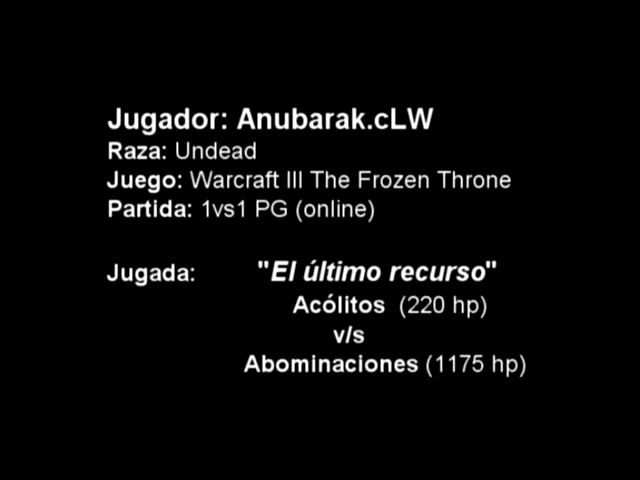 Jugador: Anubarak.cLW
Raza: Undead
Juego: Warcraft III The Frozen Throne
Partida: 1vs1 PG (online)
Jugada: "El último recurso"
Acólitos (220 hp)
v/s
Abominaciones (1175 hp)